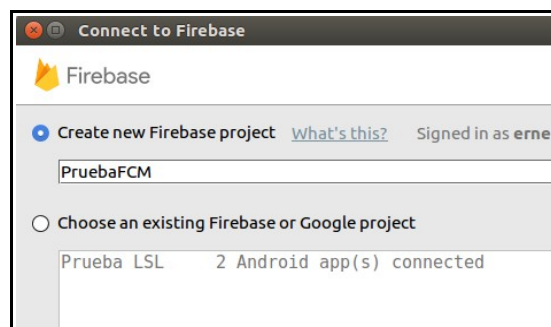 Connect to Firebase
Firebase
Create new Firebase project What's this? Signed in as erne
PruebaFCM
Choose an existing Firebase or Google project
Prueba LSL 2 Android app(s) connected